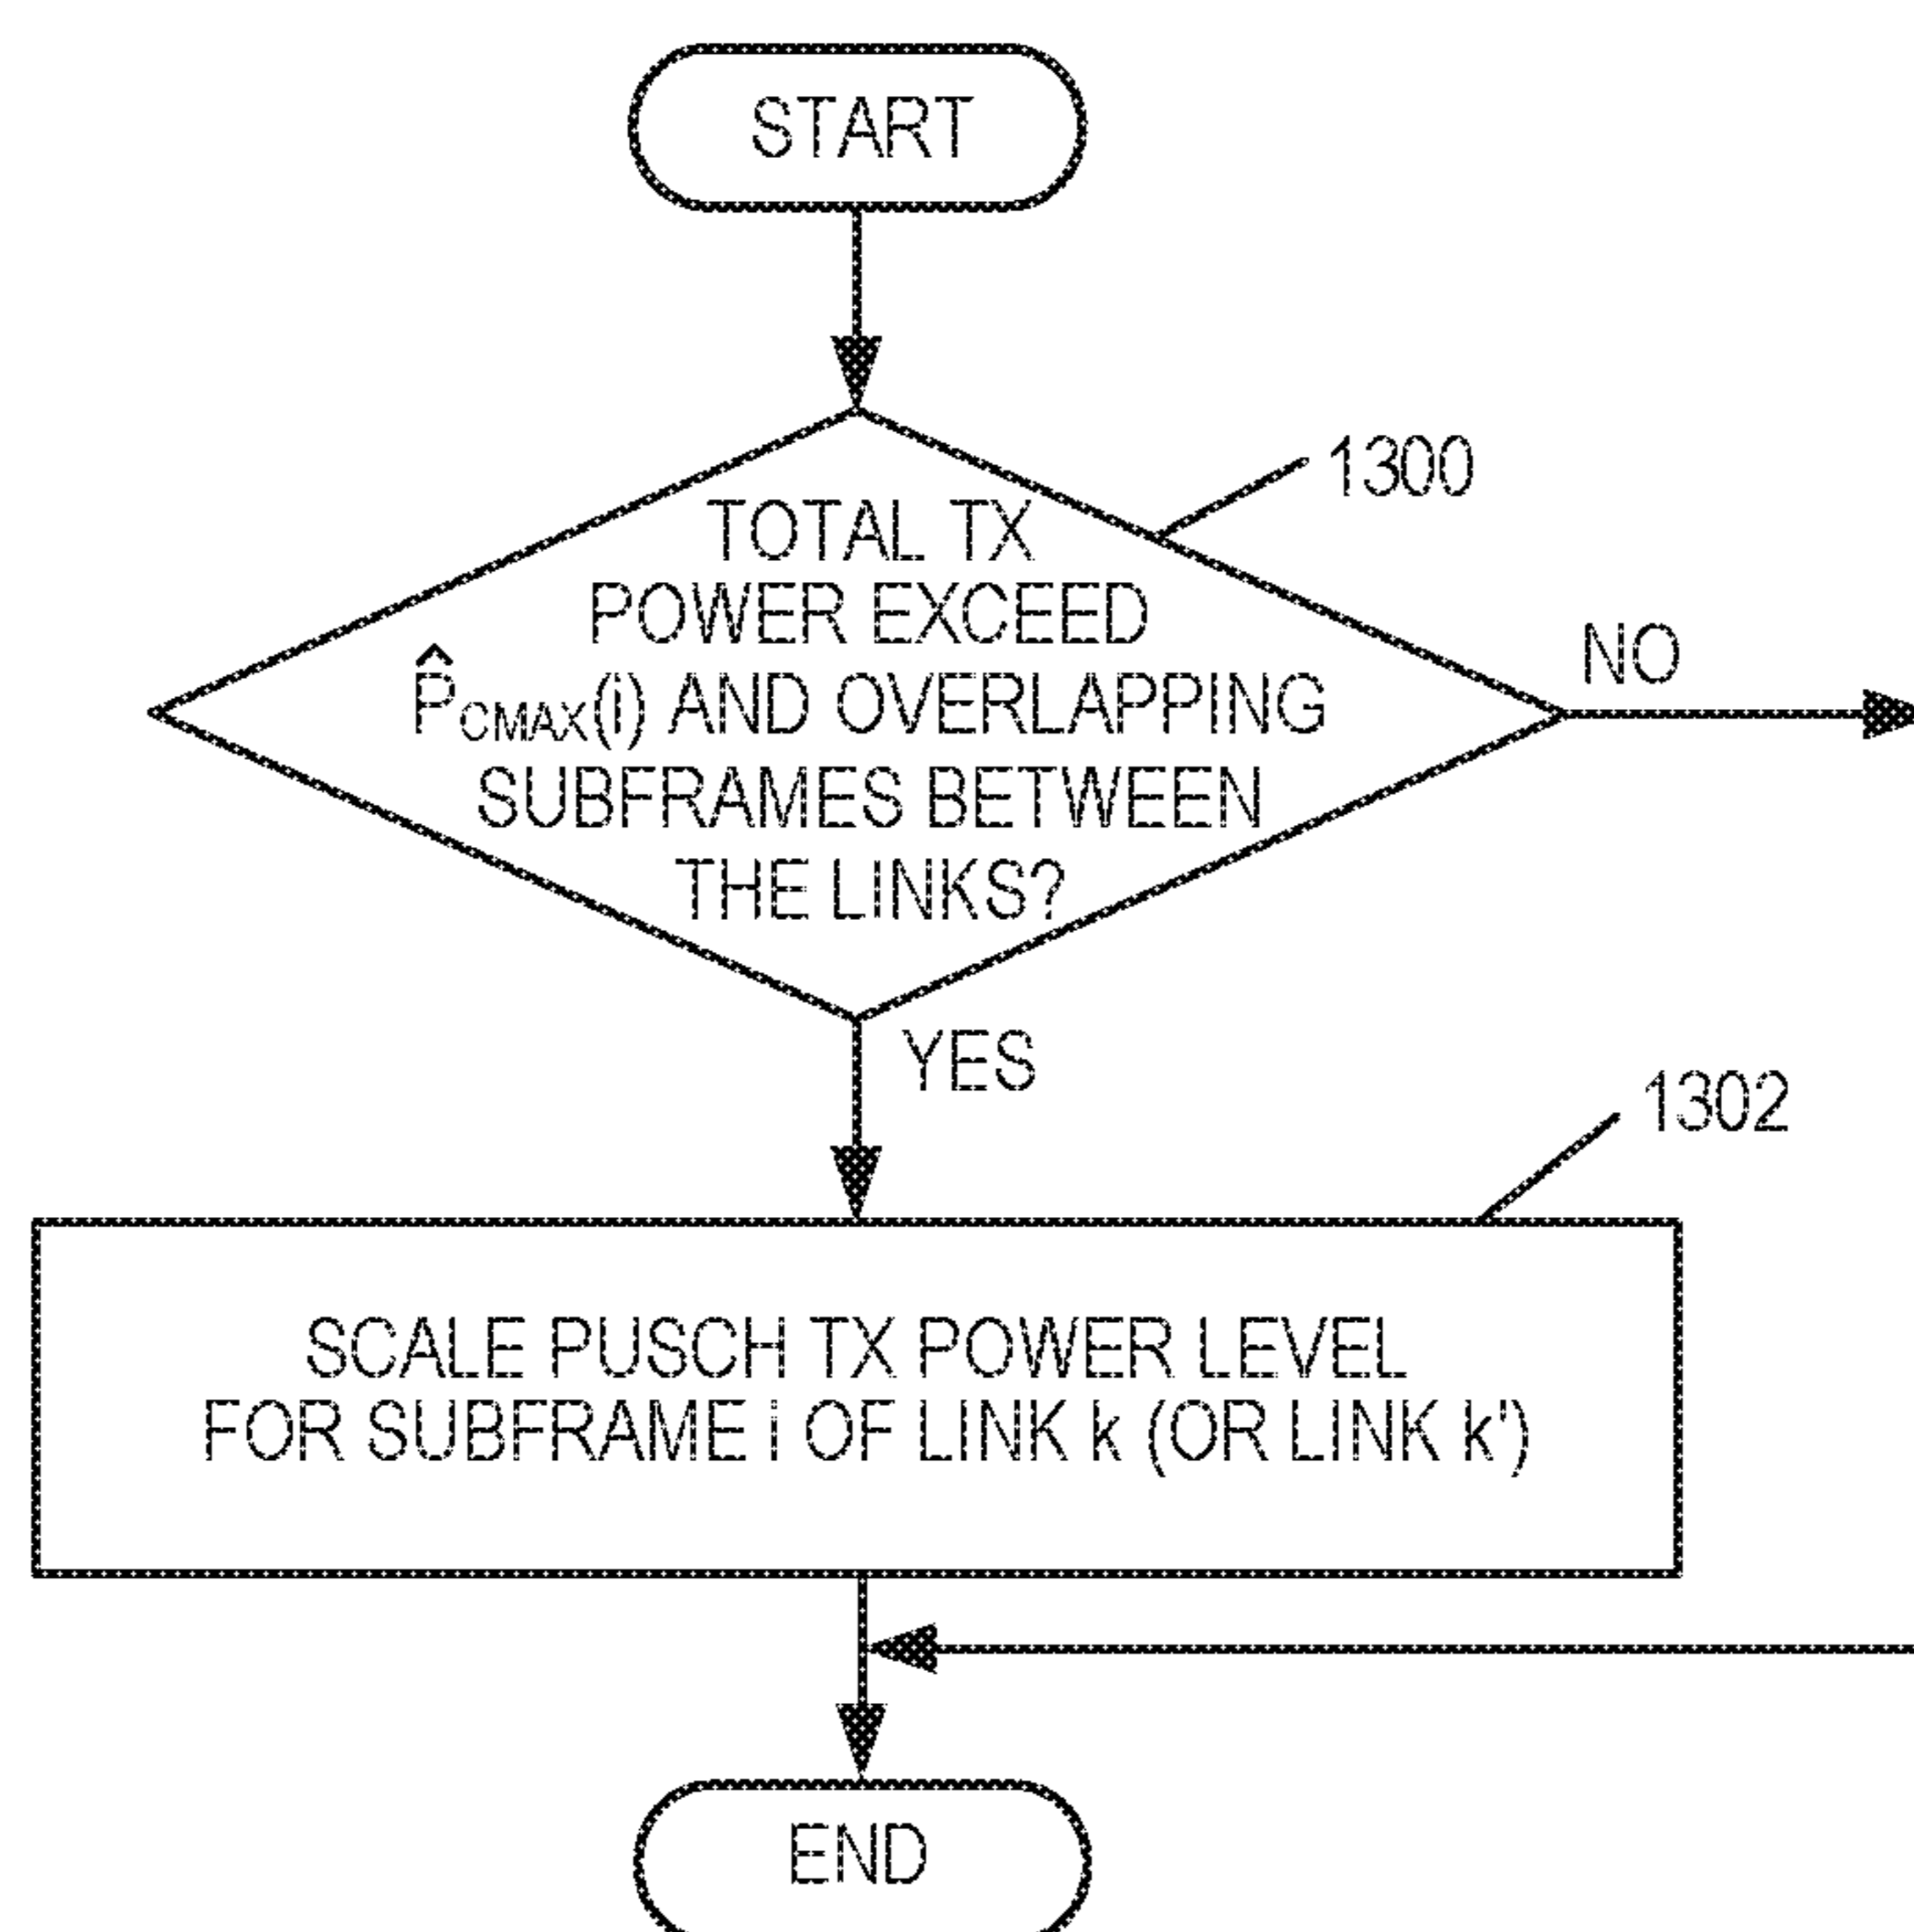 START
1300
TOTAL TX
POWER EXCEED
P̂CMAX(i) AND OVERLAPPING
SUBFRAMES BETWEEN
THE LINKS?
NO
YES
1302
SCALE PUSCH TX POWER LEVEL
FOR SUBFRAME i OF LINK k (OR LINK k')
END